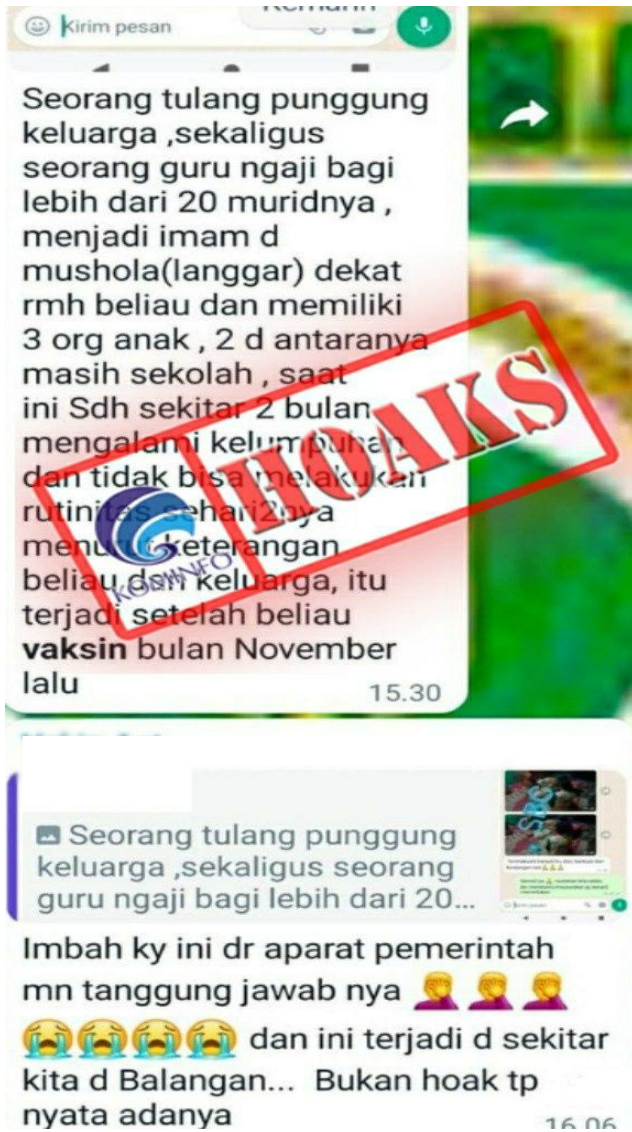 Kirim pesan
Seorang tulang punggung
keluarga ,sekaligus
seorang guru ngaji bagi
lebih dari 20 muridnya ,
menjadi imam d
mushola(langgar) dekat
rmh beliau dan memiliki
3 org anak , 2 d antaranya
masih sekolah , saat
ini Sdh sekitar 2 bulan
mengalami kelumpuhan
dan tidak bisa melakukan
rutinitas sehari2nya
menurut keterangan
beliau dan keluarga, itu
terjadi setelah beliau
vaksin bulan November
lalu
15.30
HOAKS
KOMINFO
Seorang tulang punggung
keluarga ,sekaligus seorang
guru ngaji bagi lebih dari 20...
Imbah ky ini dr aparat pemerintah
mn tanggung jawab nya 🤦 🤦 🤦
😭😭😭😭 dan ini terjadi d sekitar
kita d Balangan... Bukan hoak tp
nyata adanya
16.06